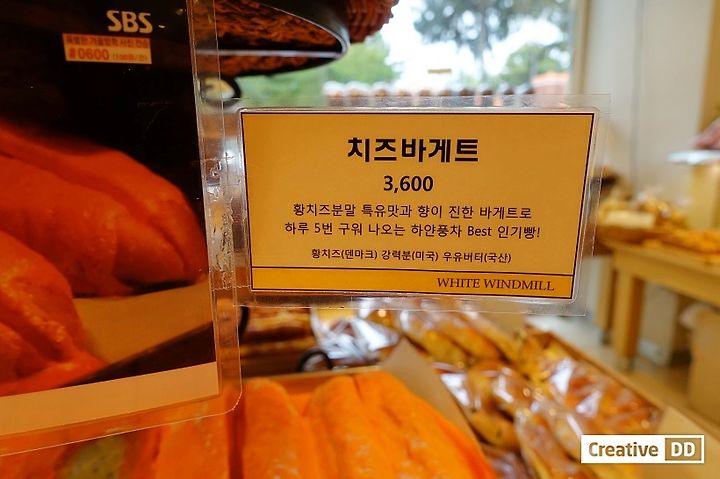 SBS
#0600
치즈바게트
3,600
황치즈분말 특유맛과 향이 진한 바게트로
하루 5번 구워 나오는 하얀풍차 Best 인기빵!
황치즈(덴마크) 강력분(미국) 우유버터(국산)
WHITE WINDMILL
Creative DD